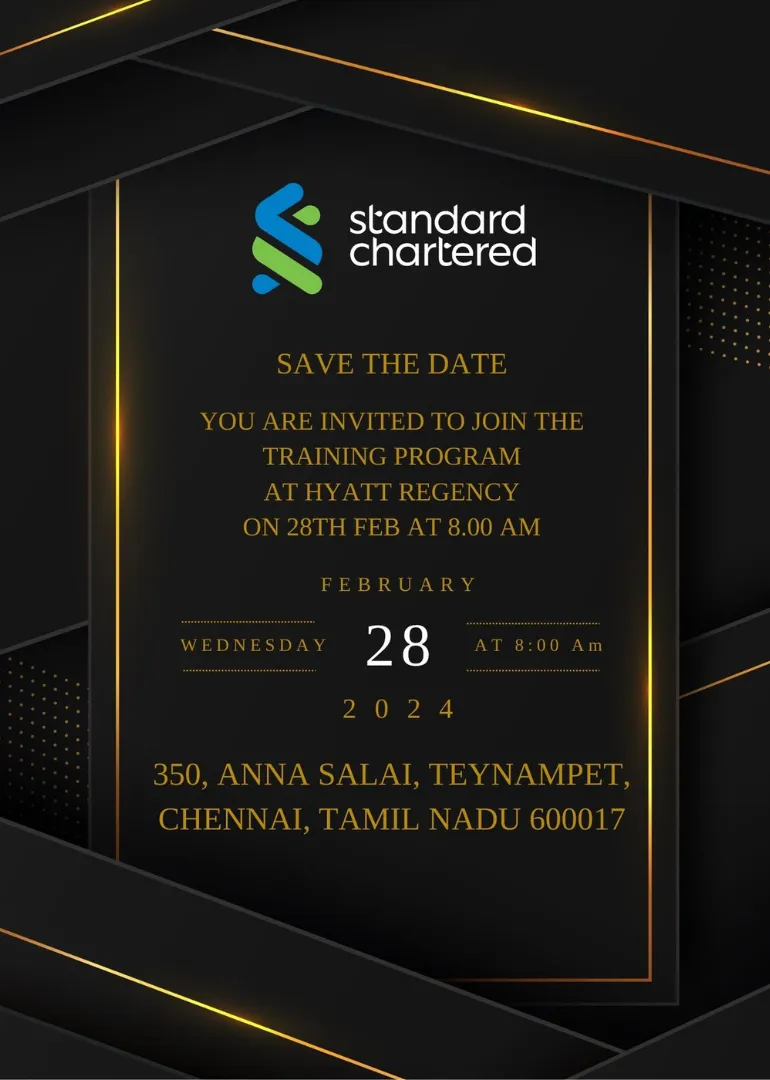 standard
chartered
SAVE THE DATE
YOU ARE INVITED TO JOIN THE
TRAINING PROGRAM
AT HYATT REGENCY
ON 28TH FEB AT 8.00 AM
FEBRUARY
WEDNESDAY 28 AT 8:00 Am
2024
350, ANNA SALAI, TEYNAMPET,
CHENNAI, TAMIL NADU 600017